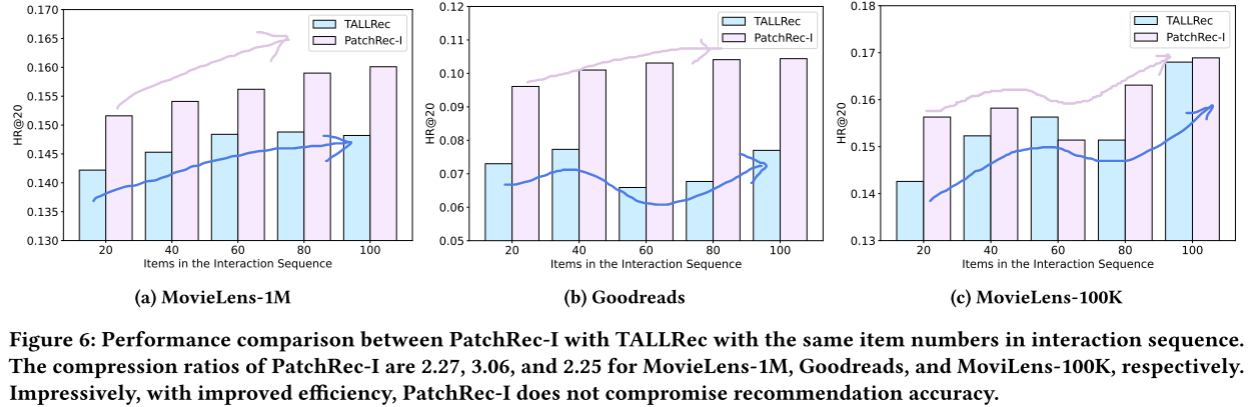 0.170
0.165
0.160
0.155
0.150
0.145
0.140
0.135
0.130
HR@20
TALLRec
PatchRec-I
20 40 60 80 100
Items in the Interaction Sequence
(a) MovieLens-1M
0.12
0.11
0.10
0.09
0.08
0.07
0.06
0.05
HR@20
TALLRec
PatchRec-I
20 40 60 80 100
Items in the Interaction Sequence
(b) Goodreads
0.18
0.17
0.16
0.15
0.14
0.13
HR@20
TALLRec
PatchRec-I
20 40 60 80 100
Items in the Interaction Sequence
(c) MovieLens-100K
Figure 6: Performance comparison between PatchRec-I with TALLRec with the same item numbers in interaction sequence.
The compression ratios of PatchRec-I are 2.27, 3.06, and 2.25 for MovieLens-1M, Goodreads, and MoviLens-100K, respectively.
Impressively, with improved efficiency, PatchRec-I does not compromise recommendation accuracy.